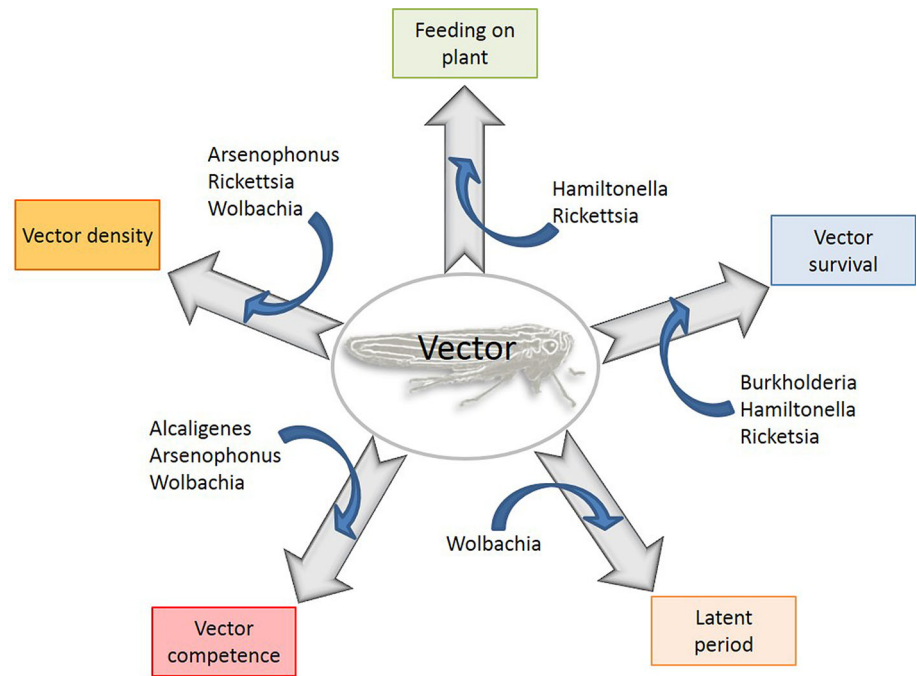 Feeding on
plant
Arsenophonus
Rickettsia
Wolbachia
Hamiltonella
Rickettsia
Vector density
Vector
survival
Vector
Burkholderia
Hamiltonella
Ricketsia
Alcaligenes
Arsenophonus
Wolbachia
Wolbachia
Vector
competence
Latent
period